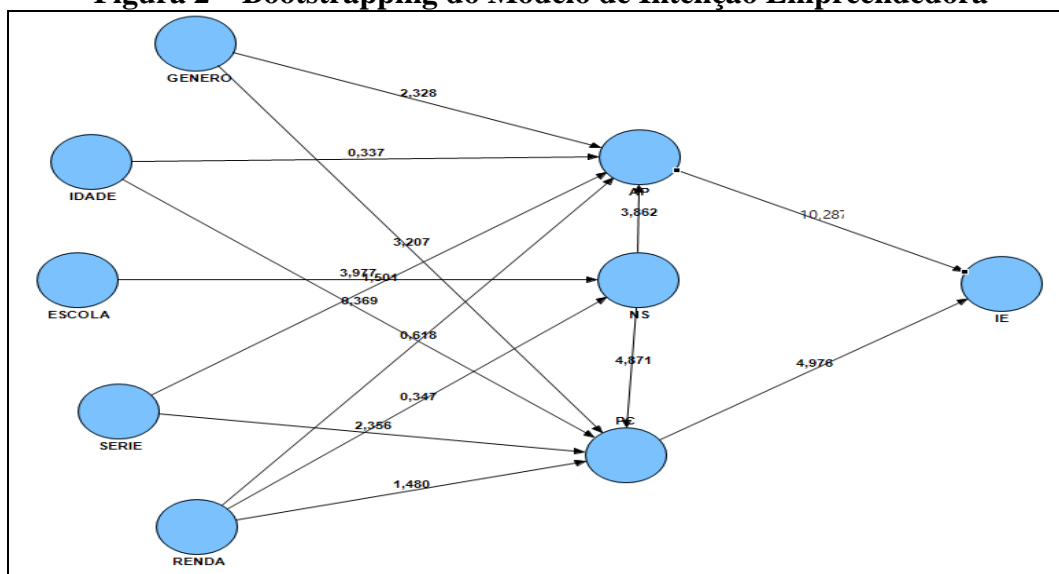 Figura 2 – Bootstrapping do Modelo de Intenção Empreendedora
GENERO
2,328
0,337
IDADE
AP
3,862
10,287
3,207
3,977
1,501
ESCOLA
NS
IE
0,369
0,618
4,871
4,976
0,347
SERIE
2,356
PC
1,480
RENDA